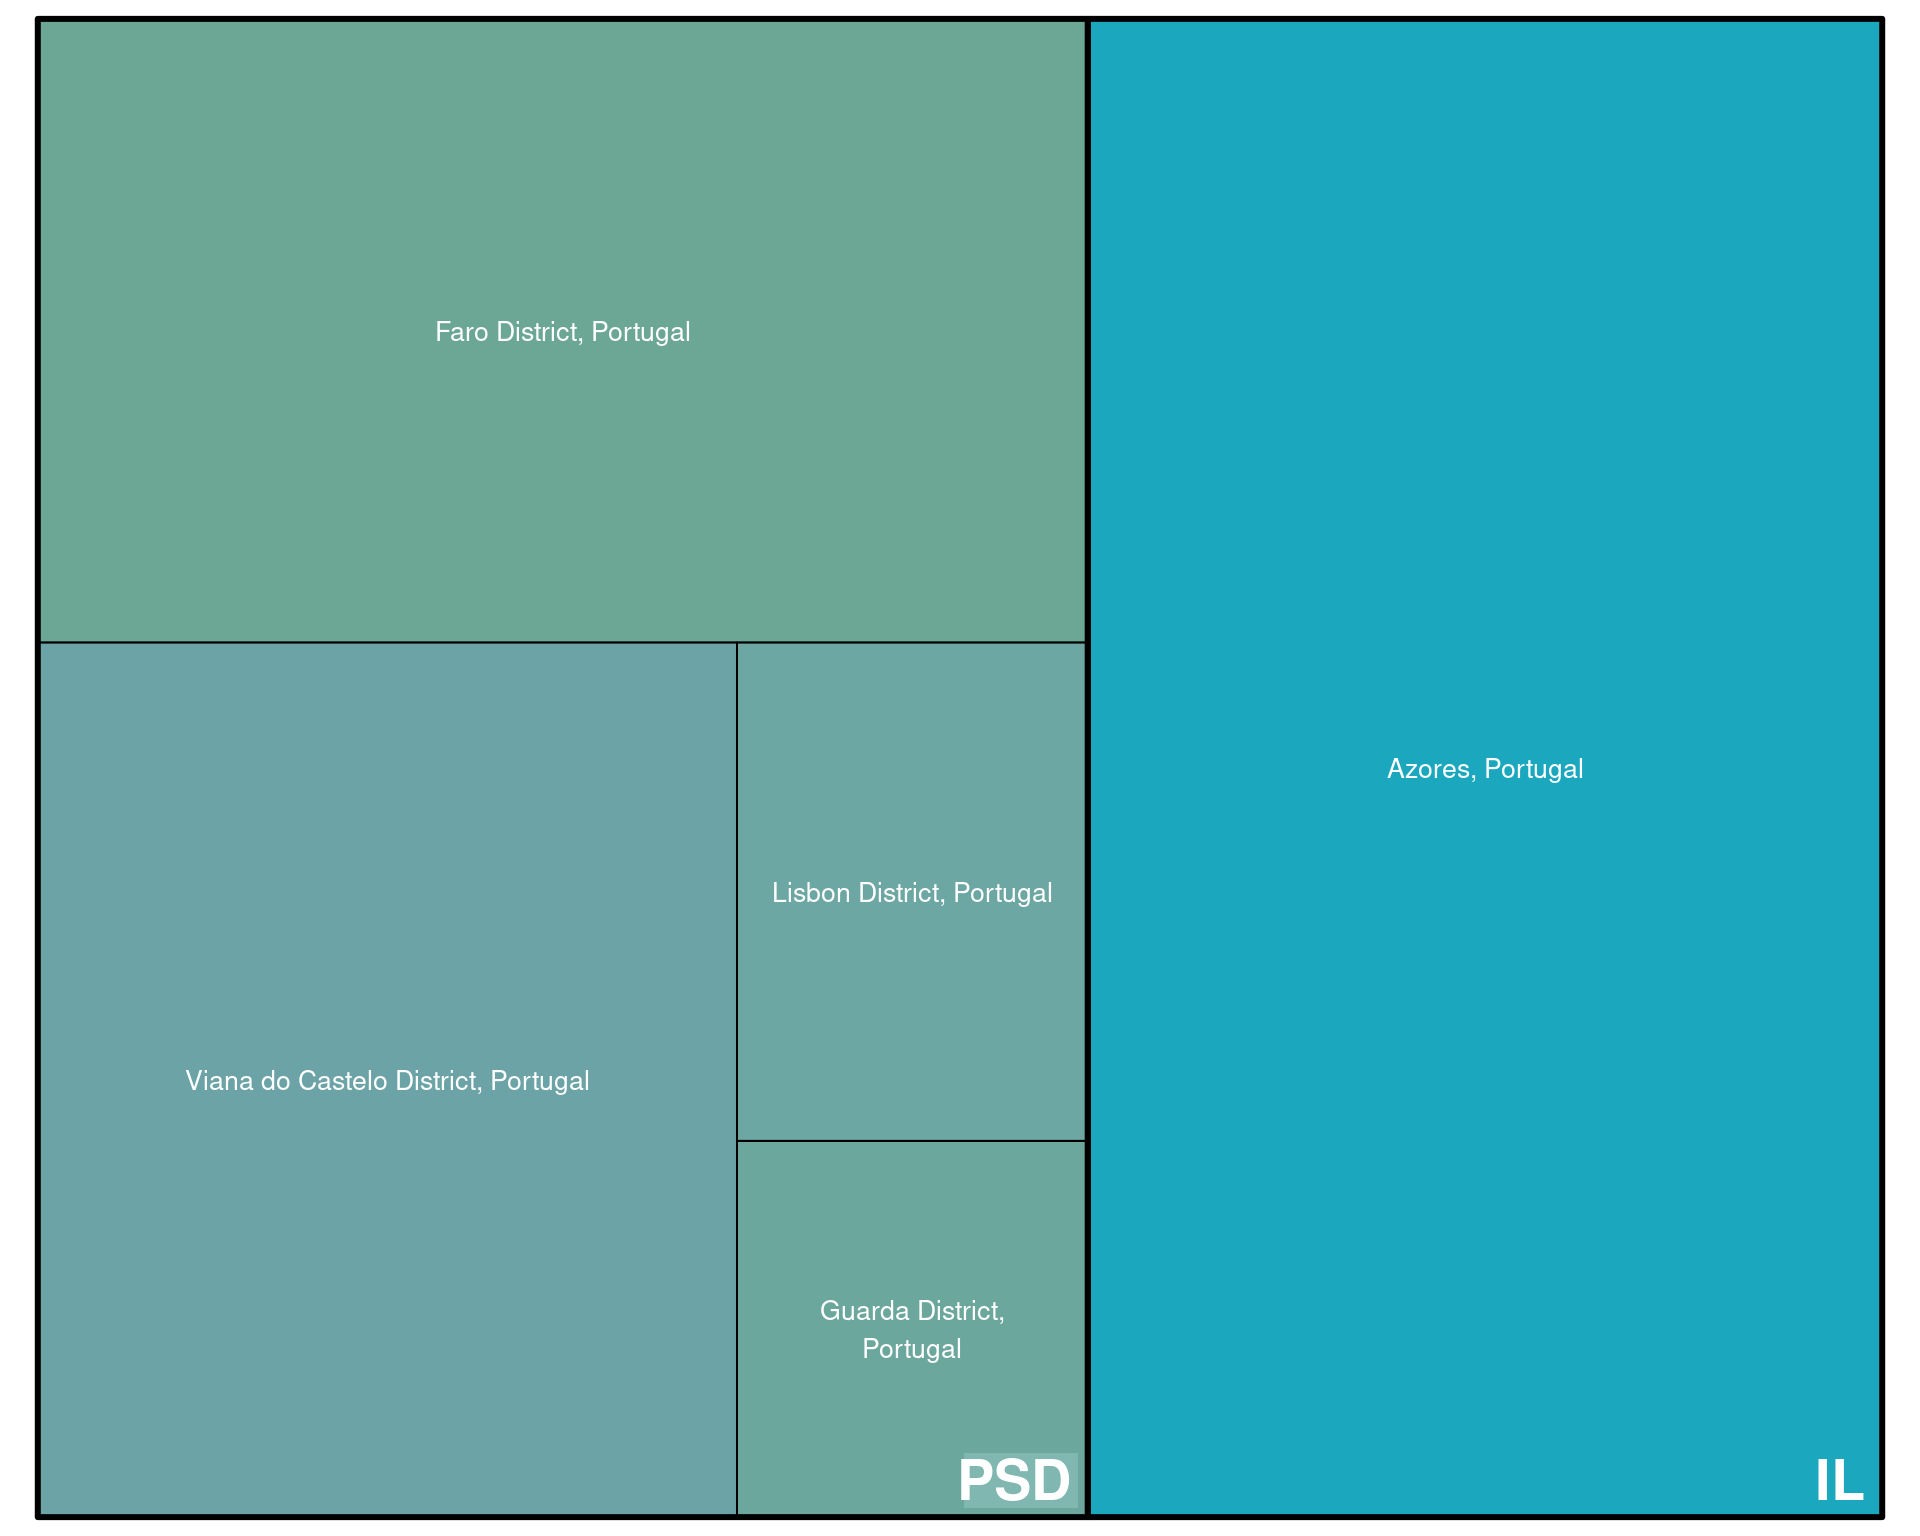 Faro District, Portugal
Viana do Castelo District, Portugal
Lisbon District, Portugal
Guarda District,
Portugal
PSD
Azores, Portugal
IL